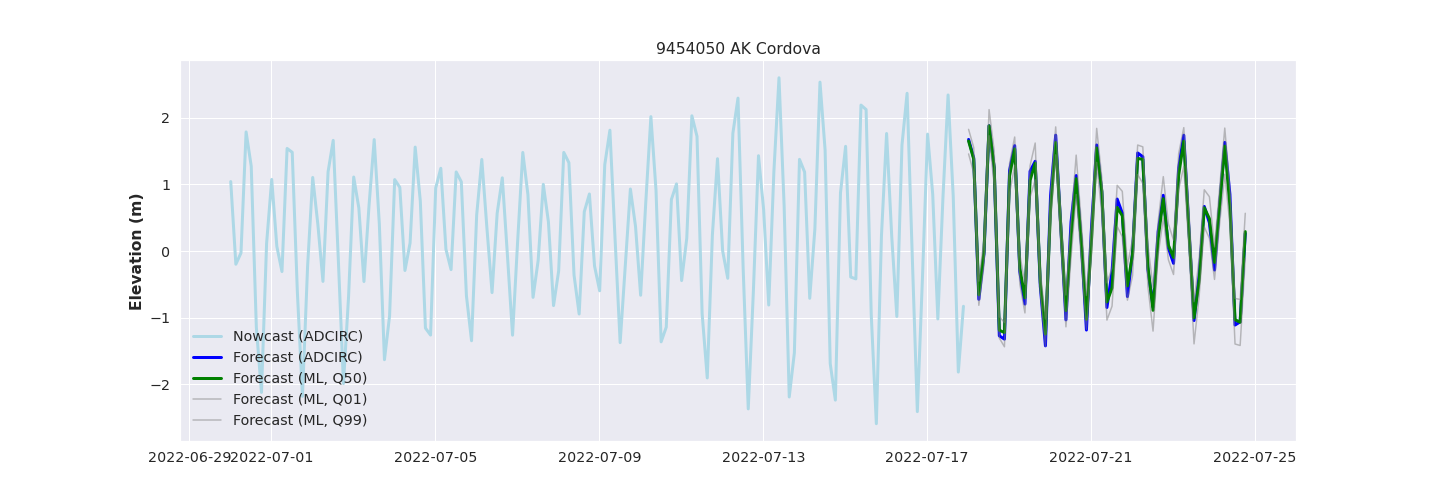 9454050 AK Cordova
Elevation (m)
2
1
0
−1
−2
Nowcast (ADCIRC)
Forecast (ADCIRC)
Forecast (ML, Q50)
Forecast (ML, Q01)
Forecast (ML, Q99)
2022-06-29 2022-07-01 2022-07-05 2022-07-09 2022-07-13 2022-07-17 2022-07-21 2022-07-25